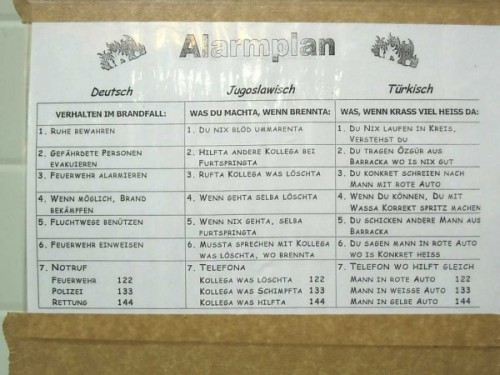 Alarmplan
Deutsch Jugoslawisch Türkisch
VERHALTEN IM BRANDFALL: WAS DU MACHTA, WENN BRENNTA: WAS, WENN KRASS VIEL HEISS DA:
1. RUHE BEWAHREN
1. DU NIX BLÖD UMMARENTA
1. DU NIX LAUFEN IN KREIS,
VERSTEHST DU
2. GEFÄHRDETE PERSONEN
EVAKUIEREN
2. HILFTA ANDERE KOLLEGA BEI
FURTSPRINGTA
2. DU TRAGEN ÖZGÜR AUS
BARRACKA WO IS NIX GUT
3. FEUERWEHR ALARMIEREN
3. RUFTA KOLLEGA WAS LÖSCHTA
3. DU KONKRET SCHREIEN NACH
MANN MIT ROTE AUTO
4. WENN MÖGLICH, BRAND
BEKÄMPFEN
4. WENN GEHTA SELBA LÖSCHTA
4. WENN DU KÖNNEN, DU MIT
WASSA KORREKT SPRITZ MACHEN
5. FLUCHTWEGE BENÜTZEN
5. WENN NIX GEHTA, SELBA
FURTSPRINGTA
5. DU SCHICKEN ANDERE MANN AUS
BARACKA
6. FEUERWEHR EINWEISEN
6. MUSSTA SPRECHEN MIT KOLLEGA
WAS LÖSCHTA, WO BRENNTA
6. DU SAGEN MANN IN ROTE AUTO
WO IS KONKRET HEISS
7. NOTRUF
FEUERWEHR 122
POLIZEI 133
RETTUNG 144
7. TELEFONA
KOLLEGA WAS LÖSCHTA 122
KOLLEGA WAS SCHIMPFTA 133
KOLLEGA WAS HILFTA 144
7. TELEFON WO HILFT GLEICH
MANN IN ROTE AUTO 122
MANN IN WEISSE AUTO 133
MANN IN GELBE AUTO 144